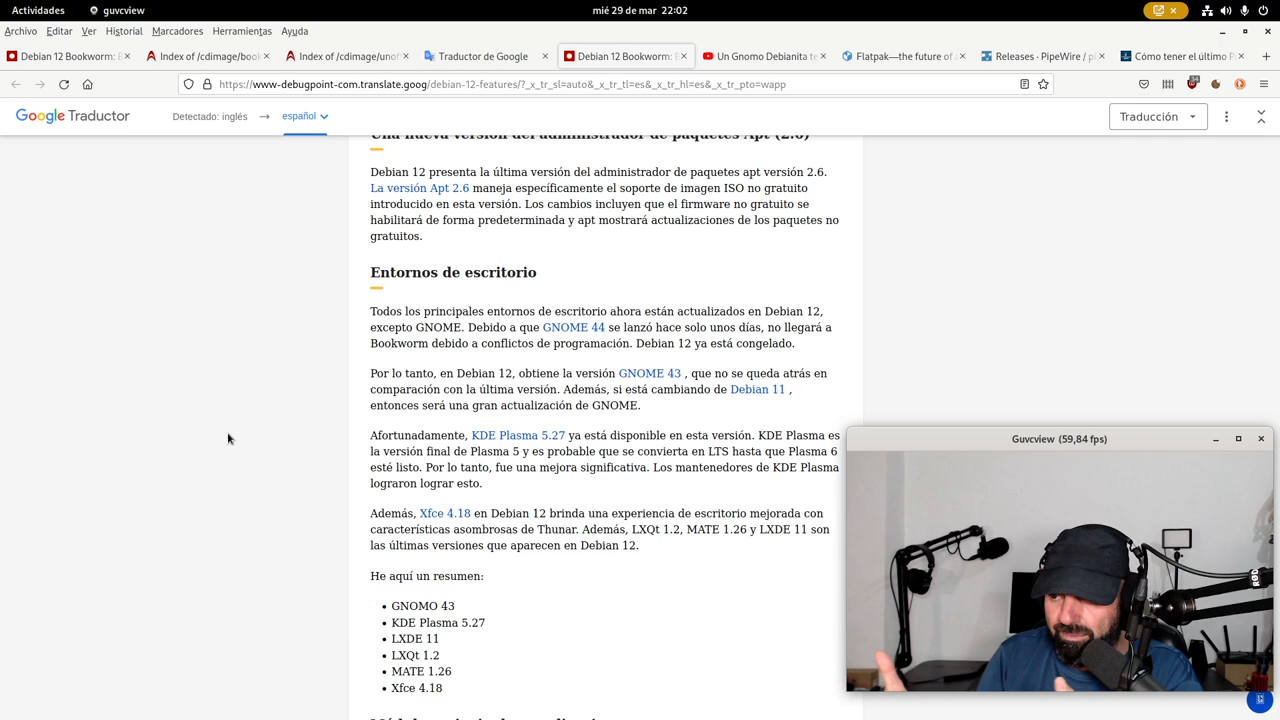 Actividades guvcview mié 29 de mar 22:02
Archivo Editar Ver Historial Marcadores Herramientas Ayuda
Debian 12 Bookworm: E Index of /cdimage/book Index of /cdimage/unof Traductor de Google Debian 12 Bookworm: E Un Gnomo Debianita te Flatpak—the future of a Releases · PipeWire / pi Cómo tener el último P
https://www-debugpoint-com.translate.goog/debian-12-features/?_x_tr_sl=auto&_x_tr_tl=es&_x_tr_hl=es&_x_tr_pto=wapp
Google Traductor Detectado: inglés → español Traducción
Una nueva versión del administrador de paquetes Apt (2.6)
Debian 12 presenta la última versión del administrador de paquetes apt versión 2.6.
La versión Apt 2.6 maneja específicamente el soporte de imagen ISO no gratuito
introducido en esta versión. Los cambios incluyen que el firmware no gratuito se
habilitará de forma predeterminada y apt mostrará actualizaciones de los paquetes no
gratuitos.
Entornos de escritorio
Todos los principales entornos de escritorio ahora están actualizados en Debian 12,
excepto GNOME. Debido a que GNOME 44 se lanzó hace solo unos días, no llegará a
Bookworm debido a conflictos de programación. Debian 12 ya está congelado.
Por lo tanto, en Debian 12, obtiene la versión GNOME 43 , que no se queda atrás en
comparación con la última versión. Además, si está cambiando de Debian 11 ,
entonces será una gran actualización de GNOME.
Afortunadamente, KDE Plasma 5.27 ya está disponible en esta versión. KDE Plasma es
la versión final de Plasma 5 y es probable que se convierta en LTS hasta que Plasma 6
esté listo. Por lo tanto, fue una mejora significativa. Los mantenedores de KDE Plasma
lograron lograr esto.
Además, Xfce 4.18 en Debian 12 brinda una experiencia de escritorio mejorada con
características asombrosas de Thunar. Además, LXQt 1.2, MATE 1.26 y LXDE 11 son
las últimas versiones que aparecen en Debian 12.
He aquí un resumen:
• GNOMO 43
• KDE Plasma 5.27
• LXDE 11
• LXQt 1.2
• MATE 1.26
• Xfce 4.18
Guvcview (59,84 fps)
RØDE